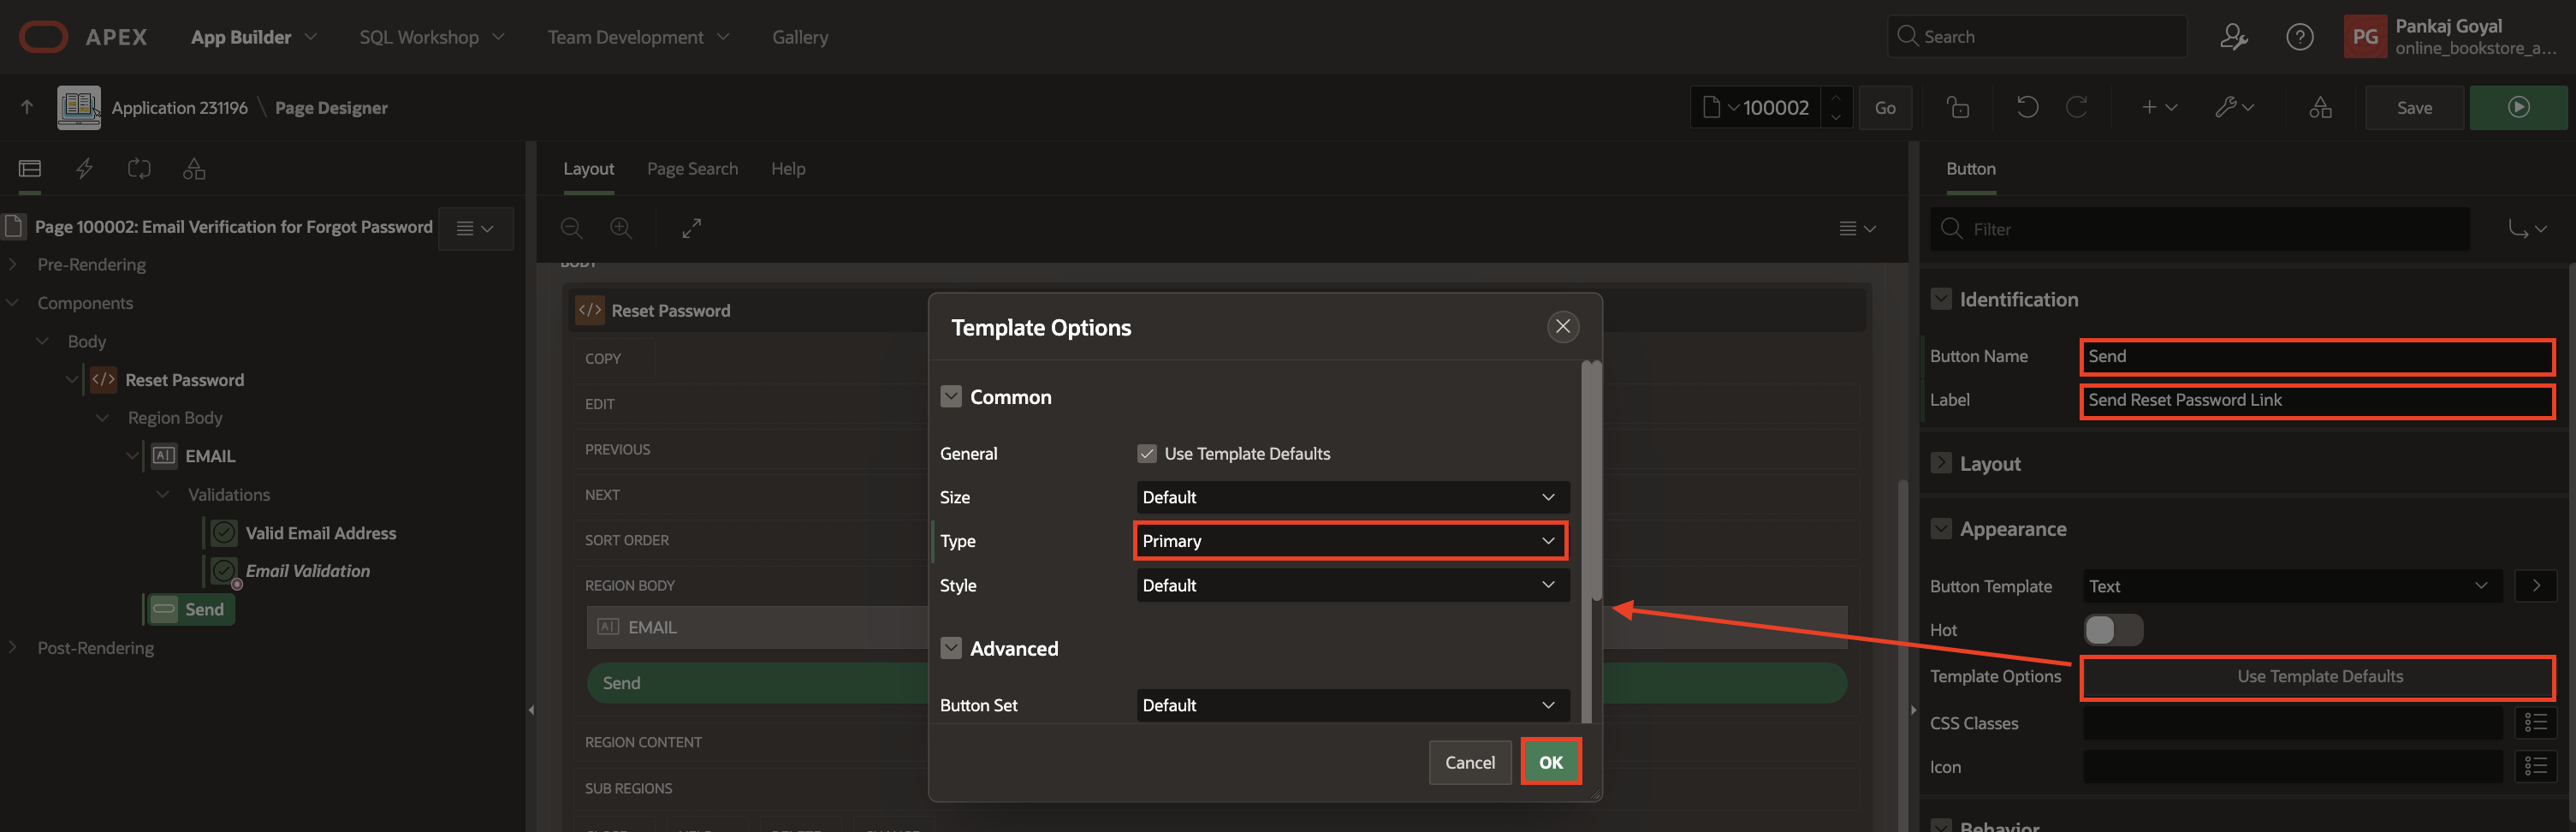 APEX App Builder SQL Workshop Team Development Gallery Search PG Pankaj Goyal
online_bookstore_a...
Application 231196 \ Page Designer 100002 Go Save
Layout Page Search Help
Button
Page 100002: Email Verification for Forgot Password
Filter
Pre-Rendering
Components
Body
Reset Password
Region Body
EMAIL
Validations
Valid Email Address
Email Validation
Send
Post-Rendering
BODY
Reset Password
COPY
EDIT
PREVIOUS
NEXT
SORT ORDER
REGION BODY
EMAIL
Send
REGION CONTENT
SUB REGIONS
Template Options
Common
General Use Template Defaults
Size Default
Type Primary
Style Default
Advanced
Button Set Default
Cancel OK
Identification
Button Name Send
Label Send Reset Password Link
Layout
Appearance
Button Template Text
Hot
Template Options Use Template Defaults
CSS Classes
Icon
Behavior